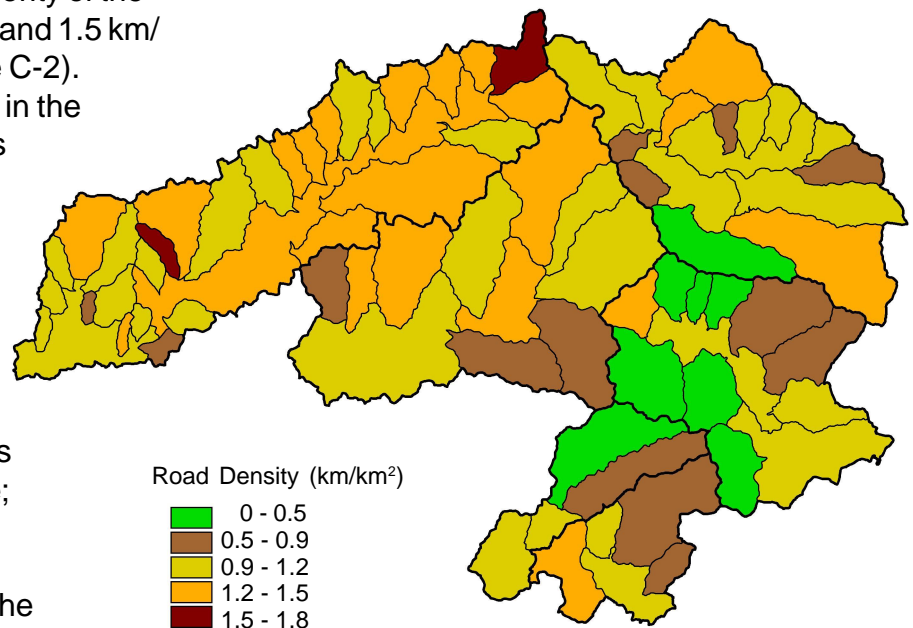 and 1.5 km/
e C-2).
in the
s
s
;
he
Road Density (km/km²)
0 - 0.5
0.5 - 0.9
0.9 - 1.2
1.2 - 1.5
1.5 - 1.8